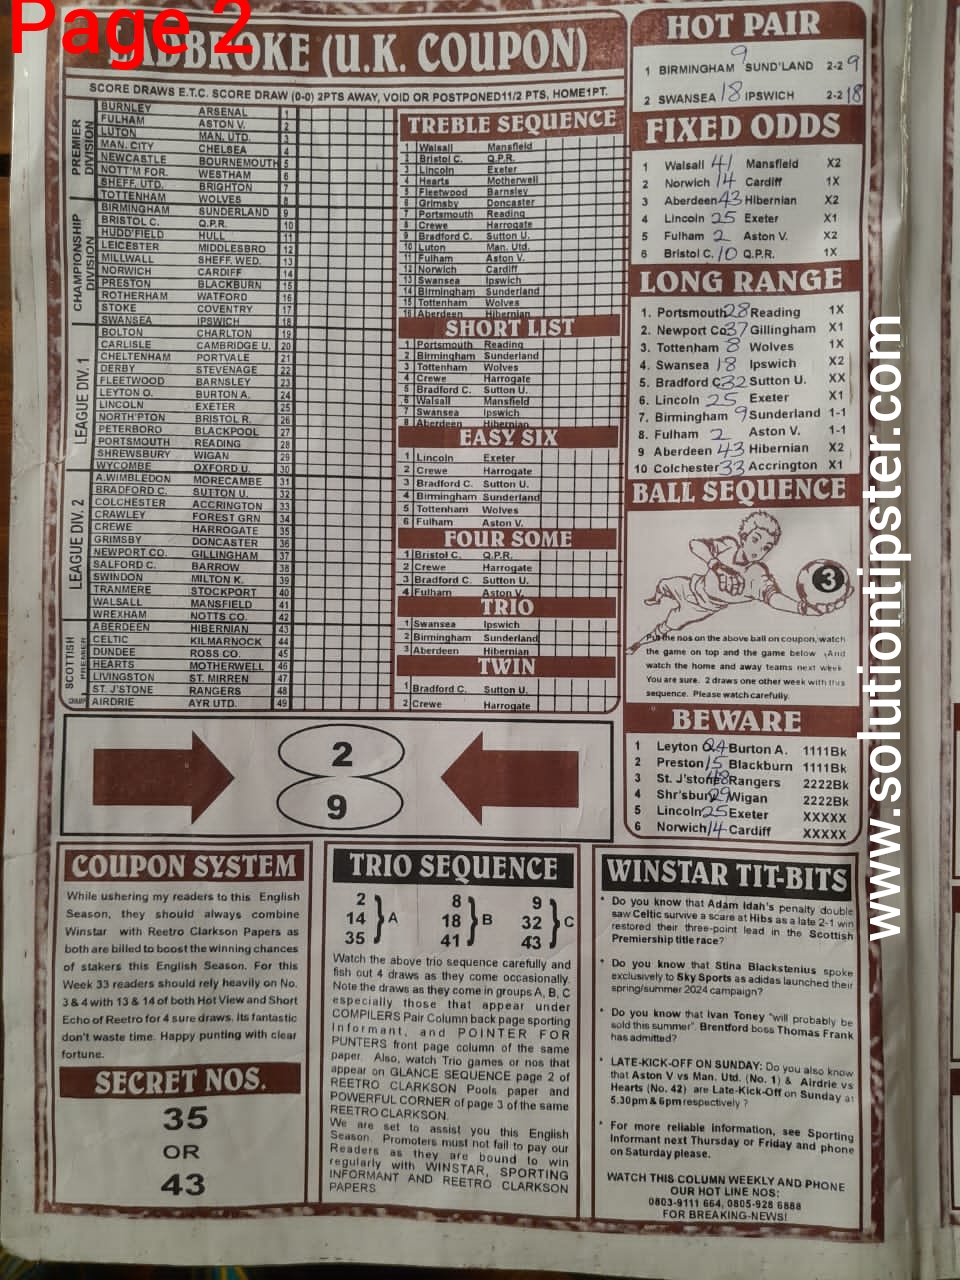 Page 2
LADBROKE (U.K. COUPON)
SCORE DRAWS E.T.C. SCORE DRAW (0-0) 2PTS AWAY, VOID OR POSTPONED11/2 PTS, HOME1PT.
PREMIER DIVISION
BURNLEY ARSENAL 1
FULHAM ASTON V. 2
LUTON MAN. UTD. 3
MAN. CITY CHELSEA 4
NEWCASTLE BOURNEMOUTH 5
NOTT'M FOR. WESTHAM 6
SHEFF. UTD. BRIGHTON 7
TOTTENHAM WOLVES 8
CHAMPIONSHIP DIVISION
BIRMINGHAM SUNDERLAND 9
BRISTOL C. Q.P.R. 10
HUDD'FIELD HULL 11
LEICESTER MIDDLESBRO 12
MILLWALL SHEFF. WED. 13
NORWICH CARDIFF 14
PRESTON BLACKBURN 15
ROTHERHAM WATFORD 16
STOKE COVENTRY 17
SWANSEA IPSWICH 18
LEAGUE DIV. 1
BOLTON CHARLTON 19
CARLISLE CAMBRIDGE U. 20
CHELTENHAM PORTVALE 21
DERBY STEVENAGE 22
FLEETWOOD BARNSLEY 23
LEYTON O. BURTON A. 24
LINCOLN EXETER 25
NORTH'PTON BRISTOL R. 26
PETERBORO BLACKPOOL 27
PORTSMOUTH READING 28
SHREWSBURY WIGAN 29
WYCOMBE OXFORD U. 30
LEAGUE DIV. 2
A.WIMBLEDON MORECAMBE 31
BRADFORD C. SUTTON U. 32
COLCHESTER ACCRINGTON 33
CRAWLEY FOREST GRN 34
CREWE HARROGATE 35
GRIMSBY DONCASTER 36
NEWPORT CO. GILLINGHAM 37
SALFORD C. BARROW 38
SWINDON MILTON K. 39
TRANMERE STOCKPORT 40
WALSALL MANSFIELD 41
WREXHAM NOTTS CO. 42
SCOTTISH PREMIER
ABERDEEN HIBERNIAN 43
CELTIC KILMARNOCK 44
DUNDEE ROSS CO. 45
HEARTS MOTHERWELL 46
LIVINGSTON ST. MIRREN 47
ST. J'STONE RANGERS 48
AIRDRIE AYR UTD. 49
TREBLE SEQUENCE
1 Walsall Mansfield
2 Bristol C. Q.P.R.
3 Lincoln Exeter
4 Hearts Motherwell
5 Fleetwood Barnsley
6 Grimsby Doncaster
7 Portsmouth Reading
8 Crewe Harrogate
9 Bradford C. Sutton U.
10 Luton Man. Utd.
11 Fulham Aston V.
12 Norwich Cardiff
13 Swansea Ipswich
14 Birmingham Sunderland
15 Tottenham Wolves
16 Aberdeen Hibernian
SHORT LIST
1 Portsmouth Reading
2 Birmingham Sunderland
3 Tottenham Wolves
4 Crewe Harrogate
5 Bradford C. Sutton U.
6 Walsall Mansfield
7 Swansea Ipswich
8 Aberdeen Hibernian
EASY SIX
1 Lincoln Exeter
2 Crewe Harrogate
3 Bradford C. Sutton U.
4 Birmingham Sunderland
5 Tottenham Wolves
6 Fulham Aston V.
FOUR SOME
1 Bristol C. Q.P.R.
2 Crewe Harrogate
3 Bradford C. Sutton U.
4 Fulham Aston V.
TRIO
1 Swansea Ipswich
2 Birmingham Sunderland
3 Aberdeen Hibernian
TWIN
1 Bradford C. Sutton U.
2 Crewe Harrogate
HOT PAIR
1 BIRMINGHAM 9 SUND'LAND 2-2 9
2 SWANSEA 18 IPSWICH 2-2 18
FIXED ODDS
1 Walsall 41 Mansfield X2
2 Norwich 14 Cardiff 1X
3 Aberdeen 43 Hibernian X2
4 Lincoln 25 Exeter X1
5 Fulham 2 Aston V. X2
6 Bristol C. 10 Q.P.R. 1X
LONG RANGE
1. Portsmouth 28 Reading 1X
2. Newport Co 37 Gillingham X1
3. Tottenham 8 Wolves 1X
4. Swansea 18 Ipswich X2
5. Bradford C 32 Sutton U. XX
6. Lincoln 25 Exeter X1
7. Birmingham 9 Sunderland 1-1
8. Fulham 2 Aston V. 1-1
9 Aberdeen 43 Hibernian X2
10 Colchester 33 Accrington X1
BALL SEQUENCE
3
Put the nos on the above ball on coupon, watch
the game on top and the game below (And
watch the home and away teams next week
You are sure. 2 draws one other week with this
sequence. Please watch carefully.
BEWARE
1 Leyton O. 24 Burton A. 1111Bk
2 Preston 15 Blackburn 1111Bk
3 St. J'stone 48 Rangers 2222Bk
4 Shr'sbury 29 Wigan 2222Bk
5 Lincoln 25 Exeter XXXXX
6 Norwich 14 Cardiff XXXXX
www.solutiontipster.com
2
9
COUPON SYSTEM
While ushering my readers to this English
Season, they should always combine
Winstar with Reetro Clarkson Papers as
both are billed to boost the winning chances
of stakers this English Season. For this
Week 33 readers should rely heavily on No.
3 & 4 with 13 & 14 of both Hot View and Short
Echo of Reetro for 4 sure draws. Its fantastic
don't waste time. Happy punting with clear
fortune.
SECRET NOS.
35
OR
43
TRIO SEQUENCE
2 8 9
14 } A 18 } B 32 } C
35 41 43
Watch the above trio sequence carefully and
fish out 4 draws as they come occasionally.
Note the draws as they come in groups A, B, C
especially those that appear under
COMPILERS Pair Column back page sporting
Informant, and POINTER FOR
PUNTERS front page column of the same
paper. Also, watch Trio games or nos that
appear on GLANCE SEQUENCE page 2 of
REETRO CLARKSON Pools paper and
POWERFUL CORNER of page 3 of the same
REETRO CLARKSON.
We are set to assist you this English
Season. Promoters must not fail to pay our
Readers as they are bound to win
regularly with WINSTAR, SPORTING
INFORMANT AND REETRO CLARKSON
PAPERS
WINSTAR TIT-BITS
* Do you know that Adam Idah's penalty double
saw Celtic survive a scare at Hibs as a late 2-1 win
restored their three-point lead in the Scottish
Premiership title race?
* Do you know that Stina Blackstenius spoke
exclusively to Sky Sports as adidas launched their
spring/summer 2024 campaign?
* Do you know that Ivan Toney "will probably be
sold this summer". Brentford boss Thomas Frank
has admitted?
* LATE-KICK-OFF ON SUNDAY: Do you also know
that Aston V vs Man. Utd. (No. 1) & Airdrie vs
Hearts (No. 42) are Late-Kick-Off on Sunday at
5.30pm & 6pm respectively ?
* For more reliable information, see Sporting
Informant next Thursday or Friday and phone
on Saturday please.
WATCH THIS COLUMN WEEKLY AND PHONE
OUR HOT LINE NOS:
0803-9111 664, 0805-928 6888
FOR BREAKING-NEWS!